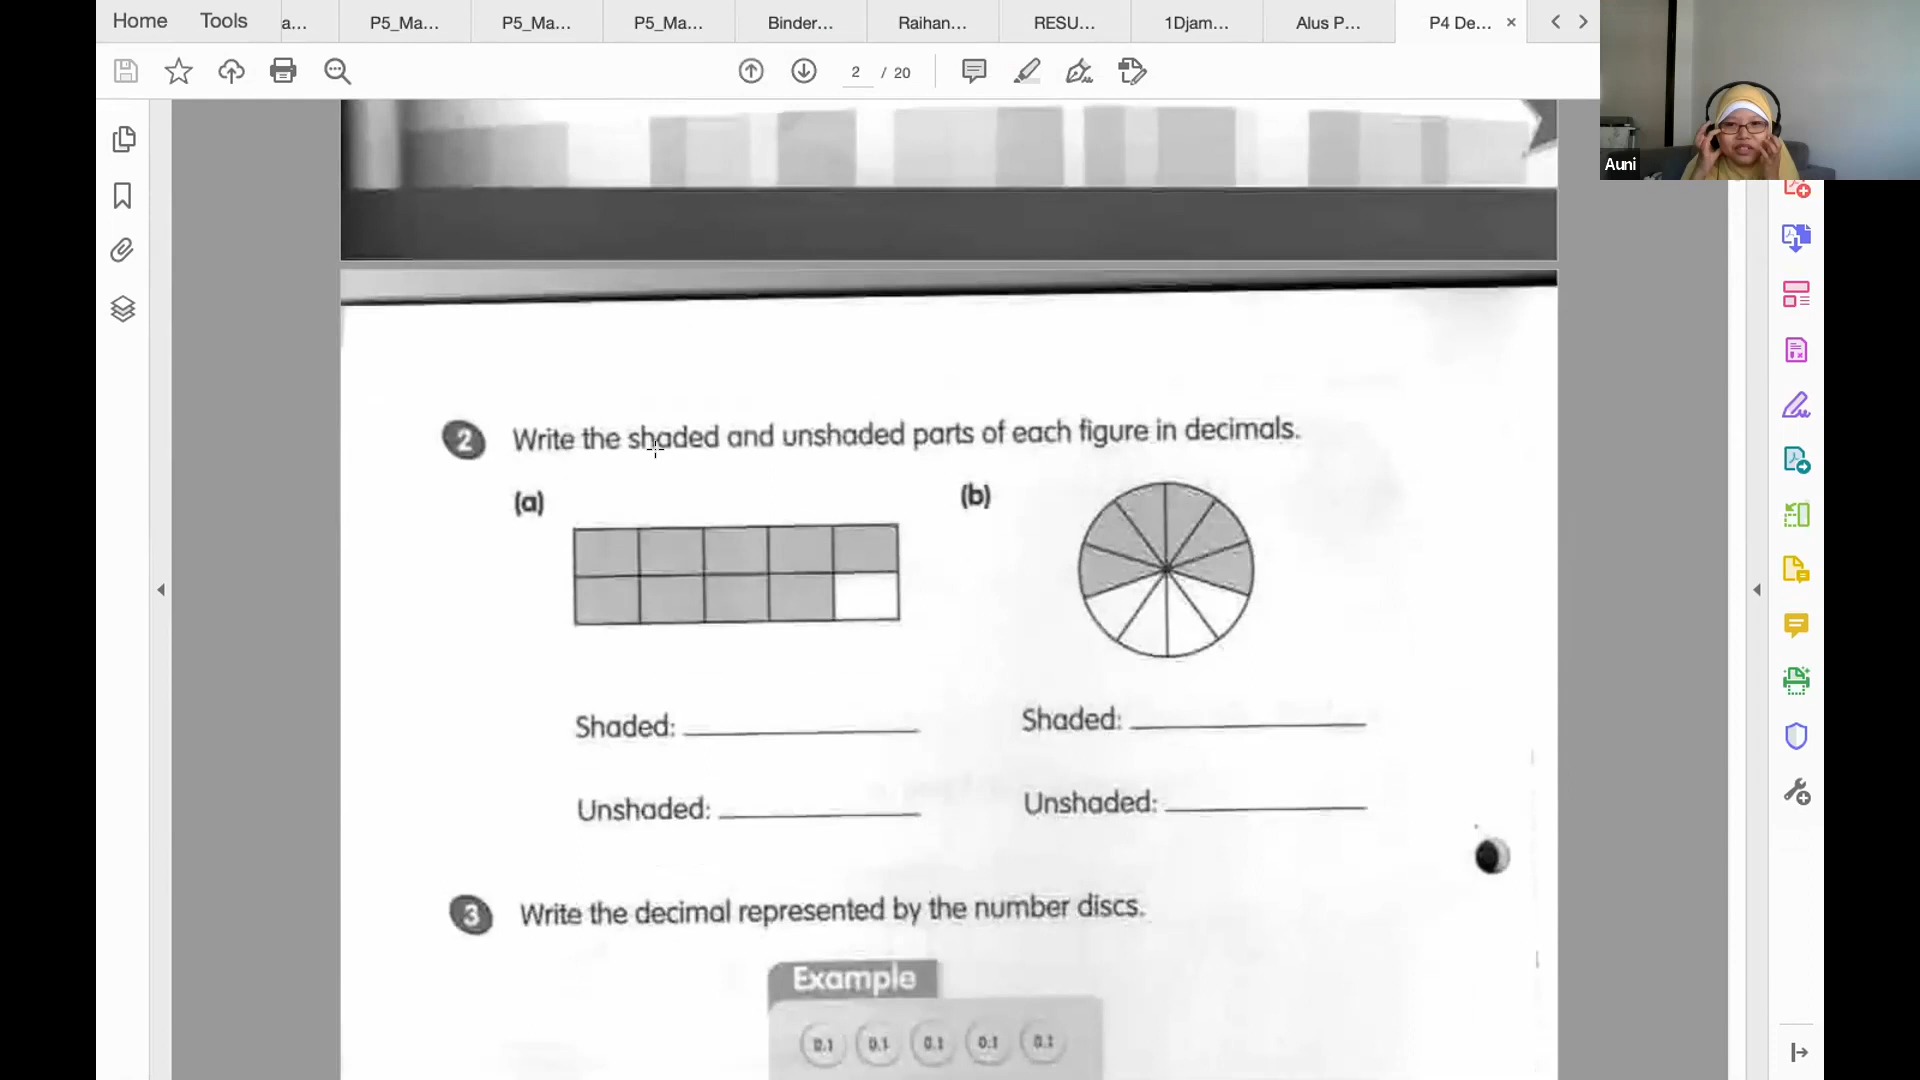 Home Tools a... P5_Ma... P5_Ma... P5_Ma... Binder... Raihan... RESU... 1Djam... Alus P... P4 De... ×
2 / 20
Auni
2 Write the shaded and unshaded parts of each figure in decimals.
(a) (b)
Shaded: Shaded:
Unshaded: Unshaded:
3 Write the decimal represented by the number discs.
Example
0.1 0.1 0.1 0.1 0.1